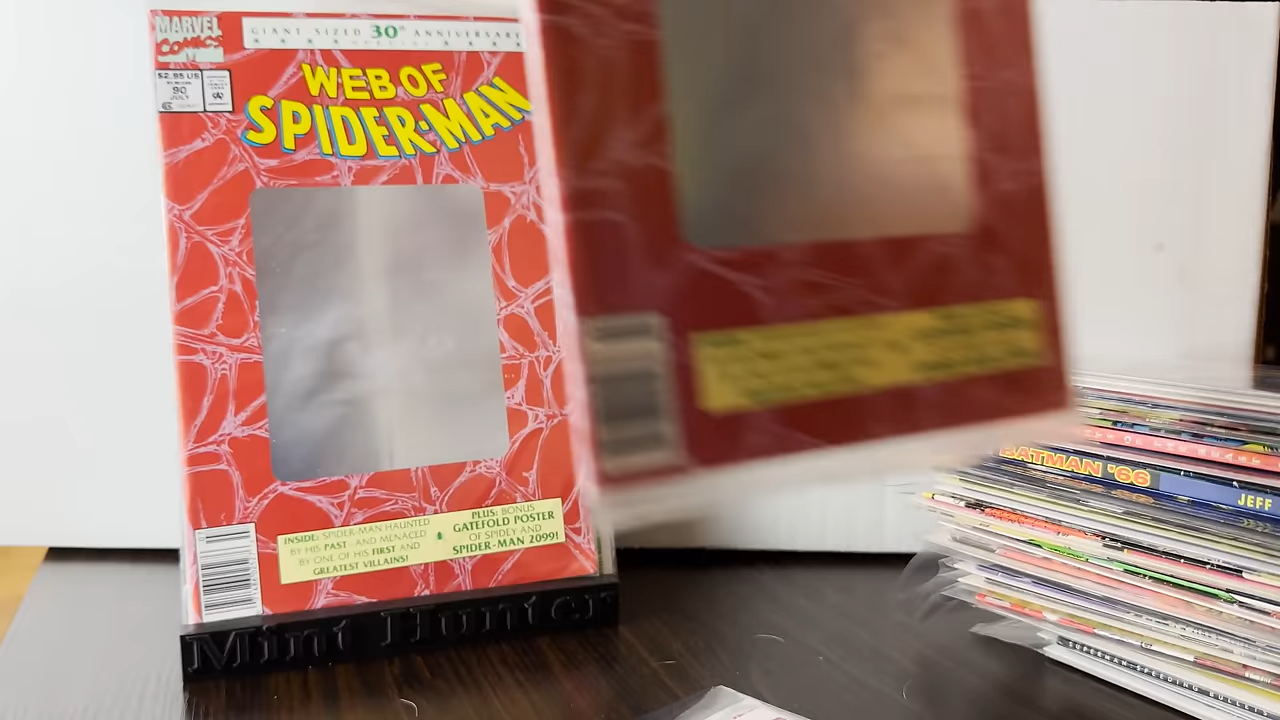 MARVEL
COMICS
GIANT SIZED 30th ANNIVERSARY
SPECIAL
$2.95 US
90
JULY
WEB OF
SPIDER-MAN
INSIDE: SPIDER-MAN HAUNTED
BY HIS PAST AND MENACED
BY ONE OF HIS FIRST AND
GREATEST VILLAINS!
PLUS: BONUS
GATEFOLD POSTER
OF SPIDEY AND
SPIDER-MAN 2099!
Mint Hunter
BATMAN '66
JEFF
SUPERMAN: SPEEDING BULLETS